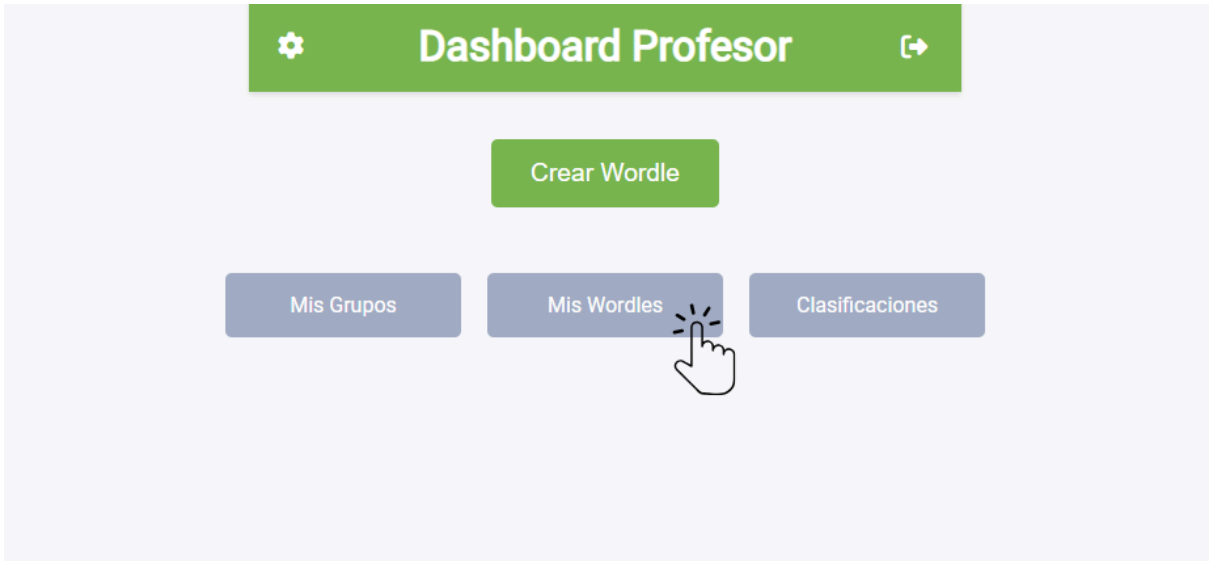 Dashboard Profesor
Crear Wordle
Mis Grupos
Mis Wordles
Clasificaciones